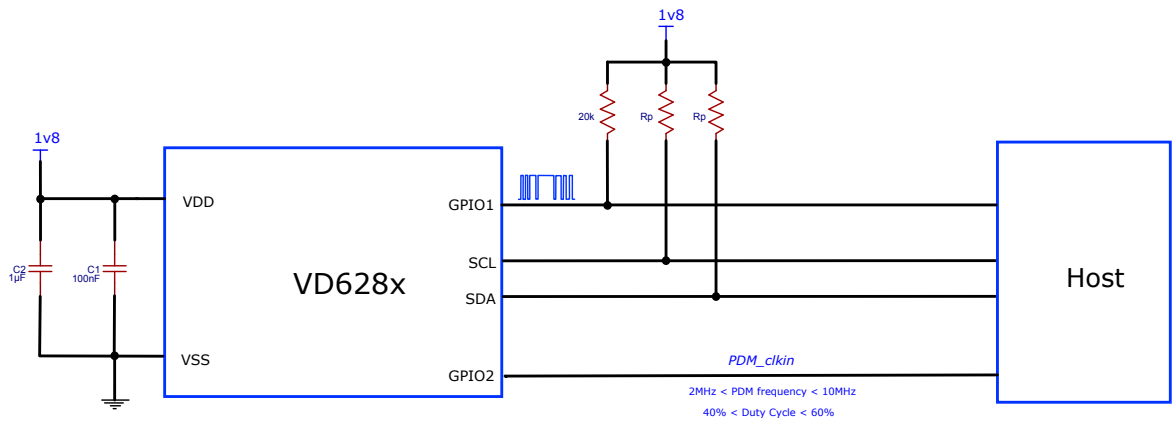 1v8
20k
Rp
Rp
1v8
VDD
GPIO1
C2
1µF
C1
100nF
VD628x
SCL
SDA
Host
VSS
GPIO2
PDM_clkin
2MHz < PDM frequency < 10MHz
40% < Duty Cycle < 60%